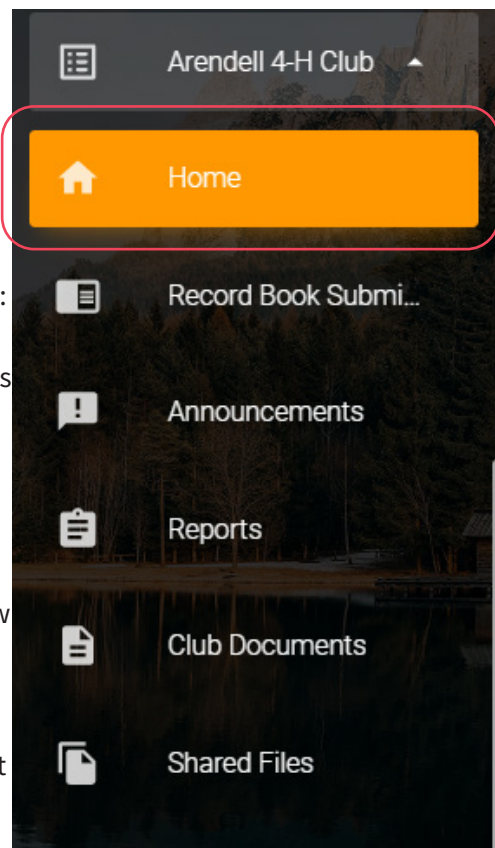 Arendell 4-H Club
Home
Record Book Submi...
Announcements
Reports
Club Documents
Shared Files